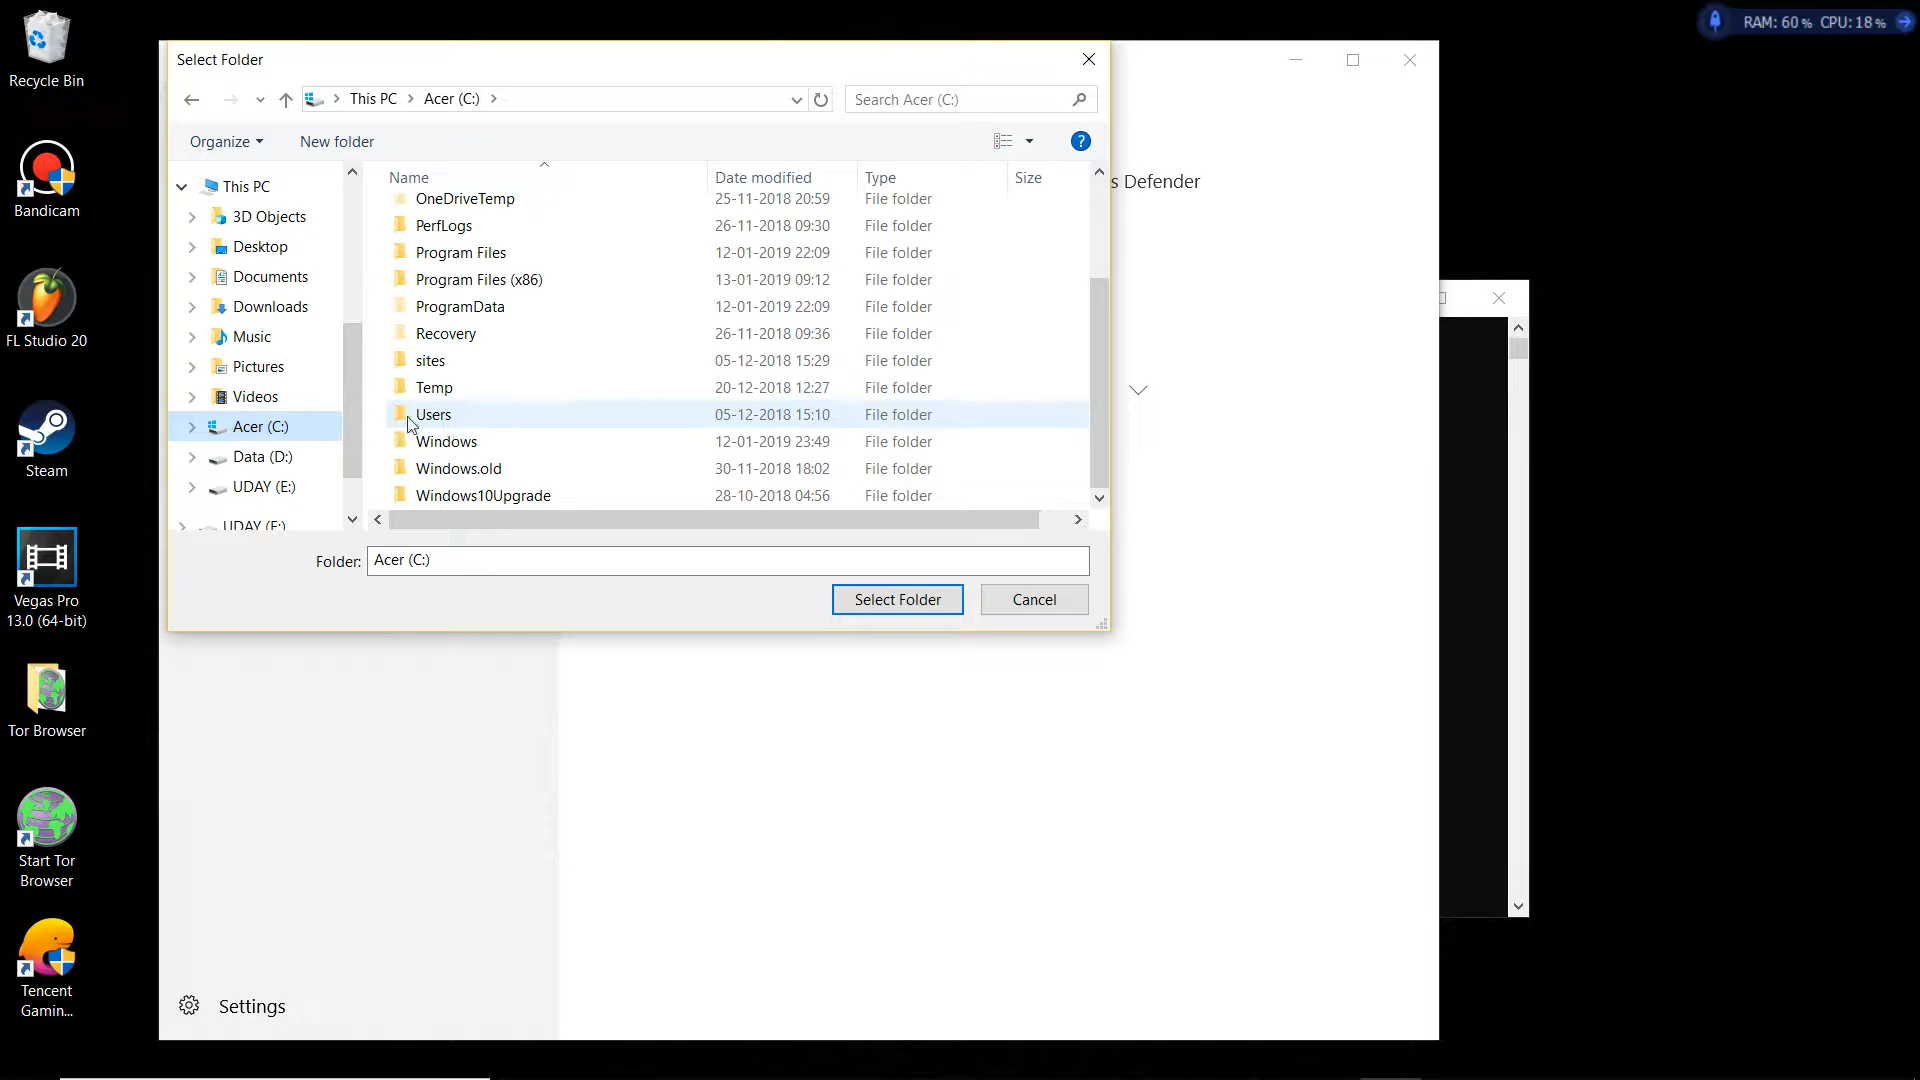 Recycle Bin
Bandicam
FL Studio 20
Steam
Vegas Pro
13.0 (64-bit)
Tor Browser
Start Tor
Browser
Tencent
Gamin...
RAM: 60 % CPU: 18 %
Select Folder
This PC > Acer (C:) >
Search Acer (C:)
Organize
New folder
This PC
3D Objects
Desktop
Documents
Downloads
Music
Pictures
Videos
Acer (C:)
Data (D:)
UDAY (E:)
UDAY (E:)
Name Date modified Type Size
OneDriveTemp 25-11-2018 20:59 File folder
PerfLogs 26-11-2018 09:30 File folder
Program Files 12-01-2019 22:09 File folder
Program Files (x86) 13-01-2019 09:12 File folder
ProgramData 12-01-2019 22:09 File folder
Recovery 26-11-2018 09:36 File folder
sites 05-12-2018 15:29 File folder
Temp 20-12-2018 12:27 File folder
Users 05-12-2018 15:10 File folder
Windows 12-01-2019 23:49 File folder
Windows.old 30-11-2018 18:02 File folder
Windows10Upgrade 28-10-2018 04:56 File folder
Folder: Acer (C:)
Select Folder
Cancel
s Defender
Settings